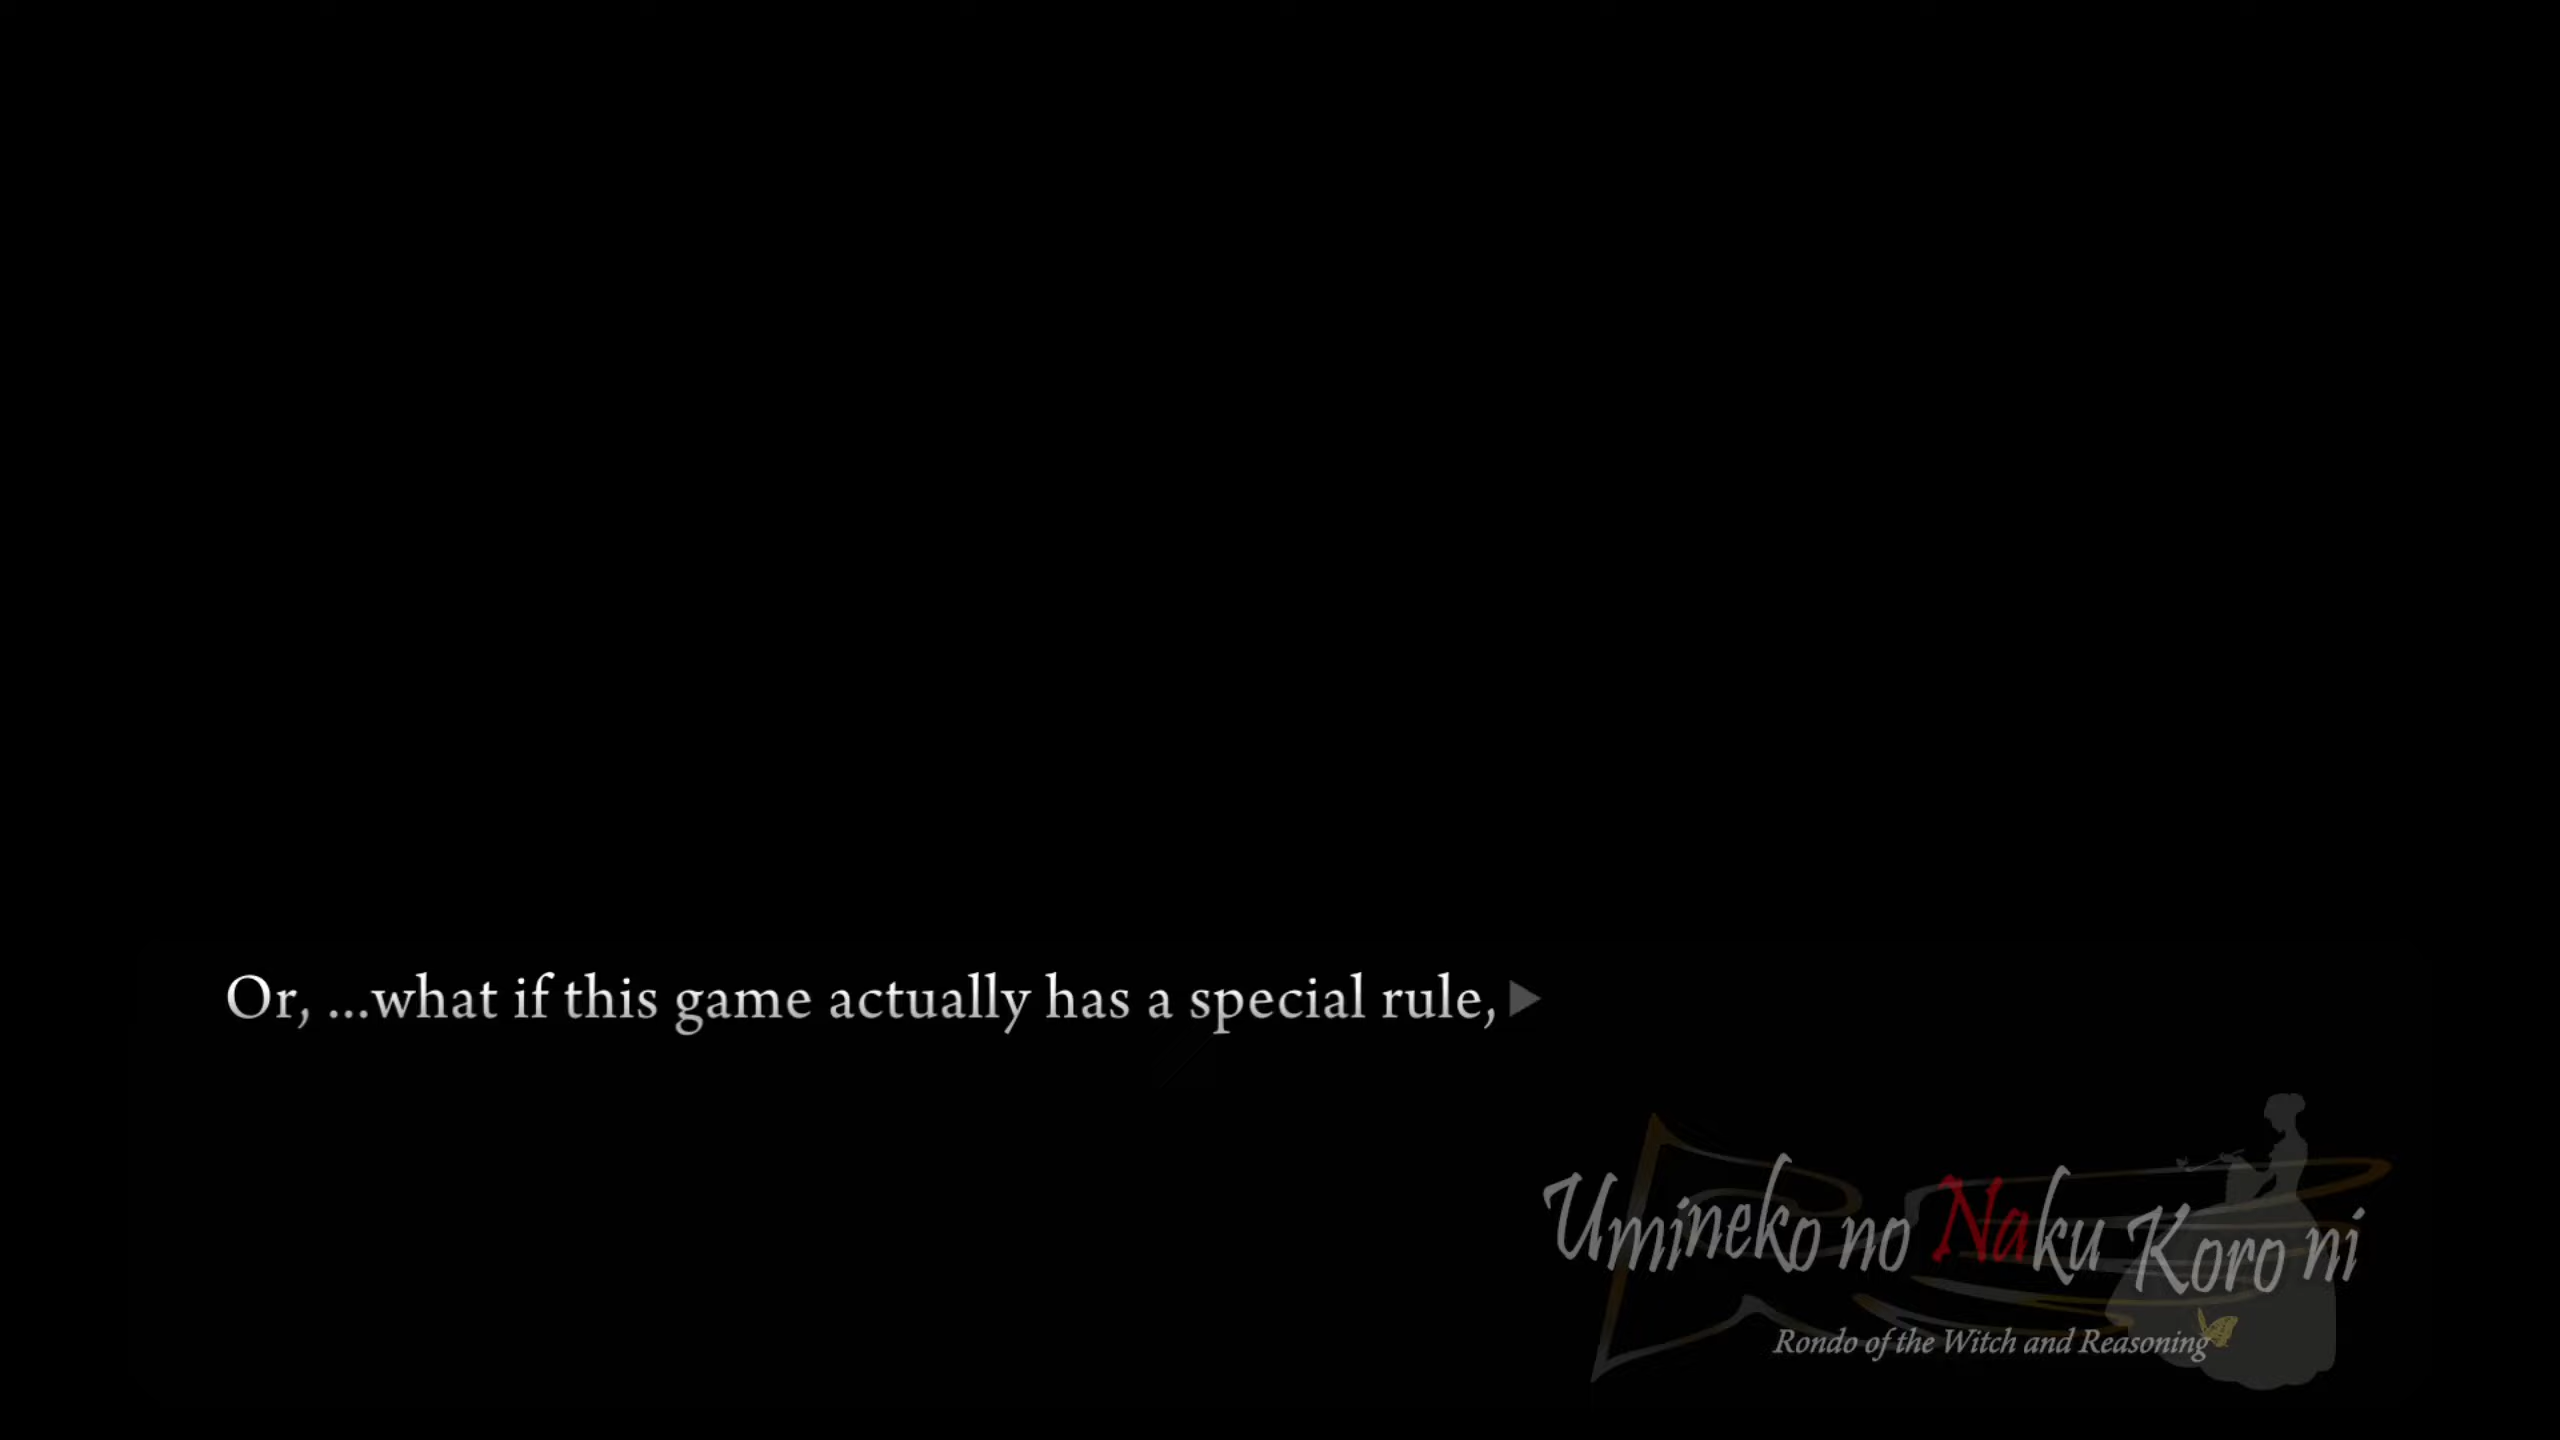 Or, ...what if this game actually has a special rule,
Umineko no Naku Koro ni
Rondo of the Witch and Reasoning